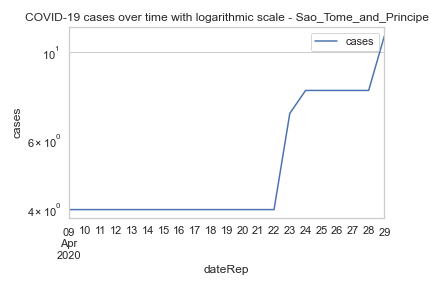 COVID-19 cases over time with logarithmic scale - Sao_Tome_and_Principe
cases
10¹
6 × 10⁰
4 × 10⁰
cases
09 10 11 12 13 14 15 16 17 18 19 20 21 22 23 24 25 26 27 28 29
Apr
2020
dateRep